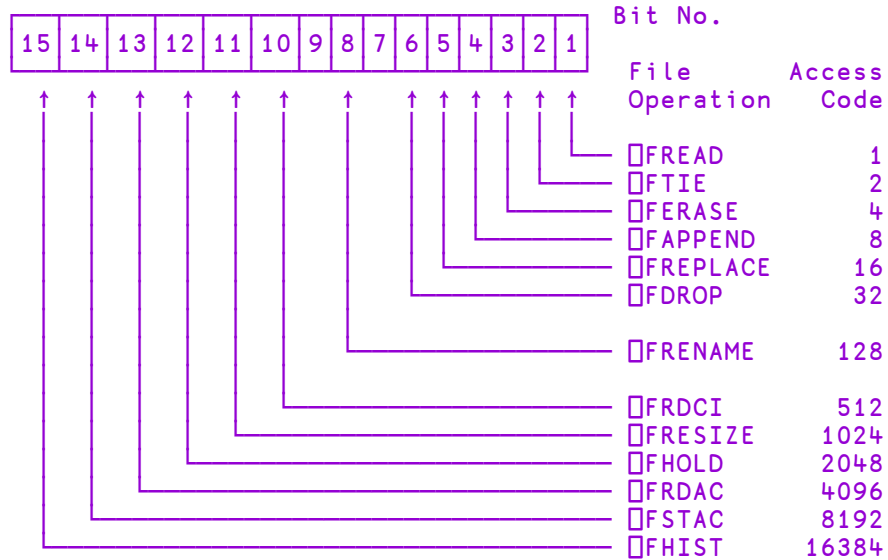 Bit No.
15 14 13 12 11 10 9 8 7 6 5 4 3 2 1
File Access
Operation Code
⎕FREAD 1
⎕FTIE 2
⎕FERASE 4
⎕FAPPEND 8
⎕FREPLACE 16
⎕FDROP 32
⎕FRENAME 128
⎕FRDCI 512
⎕FRESIZE 1024
⎕FHOLD 2048
⎕FRDAC 4096
⎕FSTAC 8192
⎕FHIST 16384